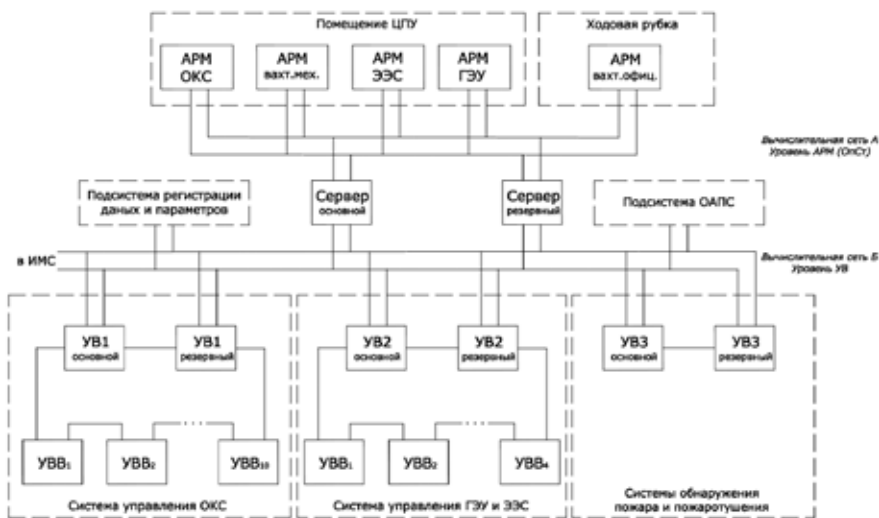 Помещение ЦПУ
Ходовая рубка
АРМ
ОКС
АРМ
вахт.мех.
АРМ
ЭЭС
АРМ
ГЭУ
АРМ
вахт.офиц.
Вычислительная сеть А
Уровень АРМ (ОпСт)
Подсистема регистрации
даных и параметров
Сервер
основной
Сервер
резервный
Подсистема ОАПС
в ИМС
Вычислительная сеть Б
Уровень УВ
УВ1
основной
УВ1
резервный
УВ2
основной
УВ2
резервный
УВ3
основной
УВ3
резервный
УВВ₁
УВВ₂
УВВ₁₀
УВВ₁
УВВ₂
УВВ₄
Система управления ОКС
Система управления ГЭУ и ЭЭС
Системы обнаружения
пожара и пожаротушения